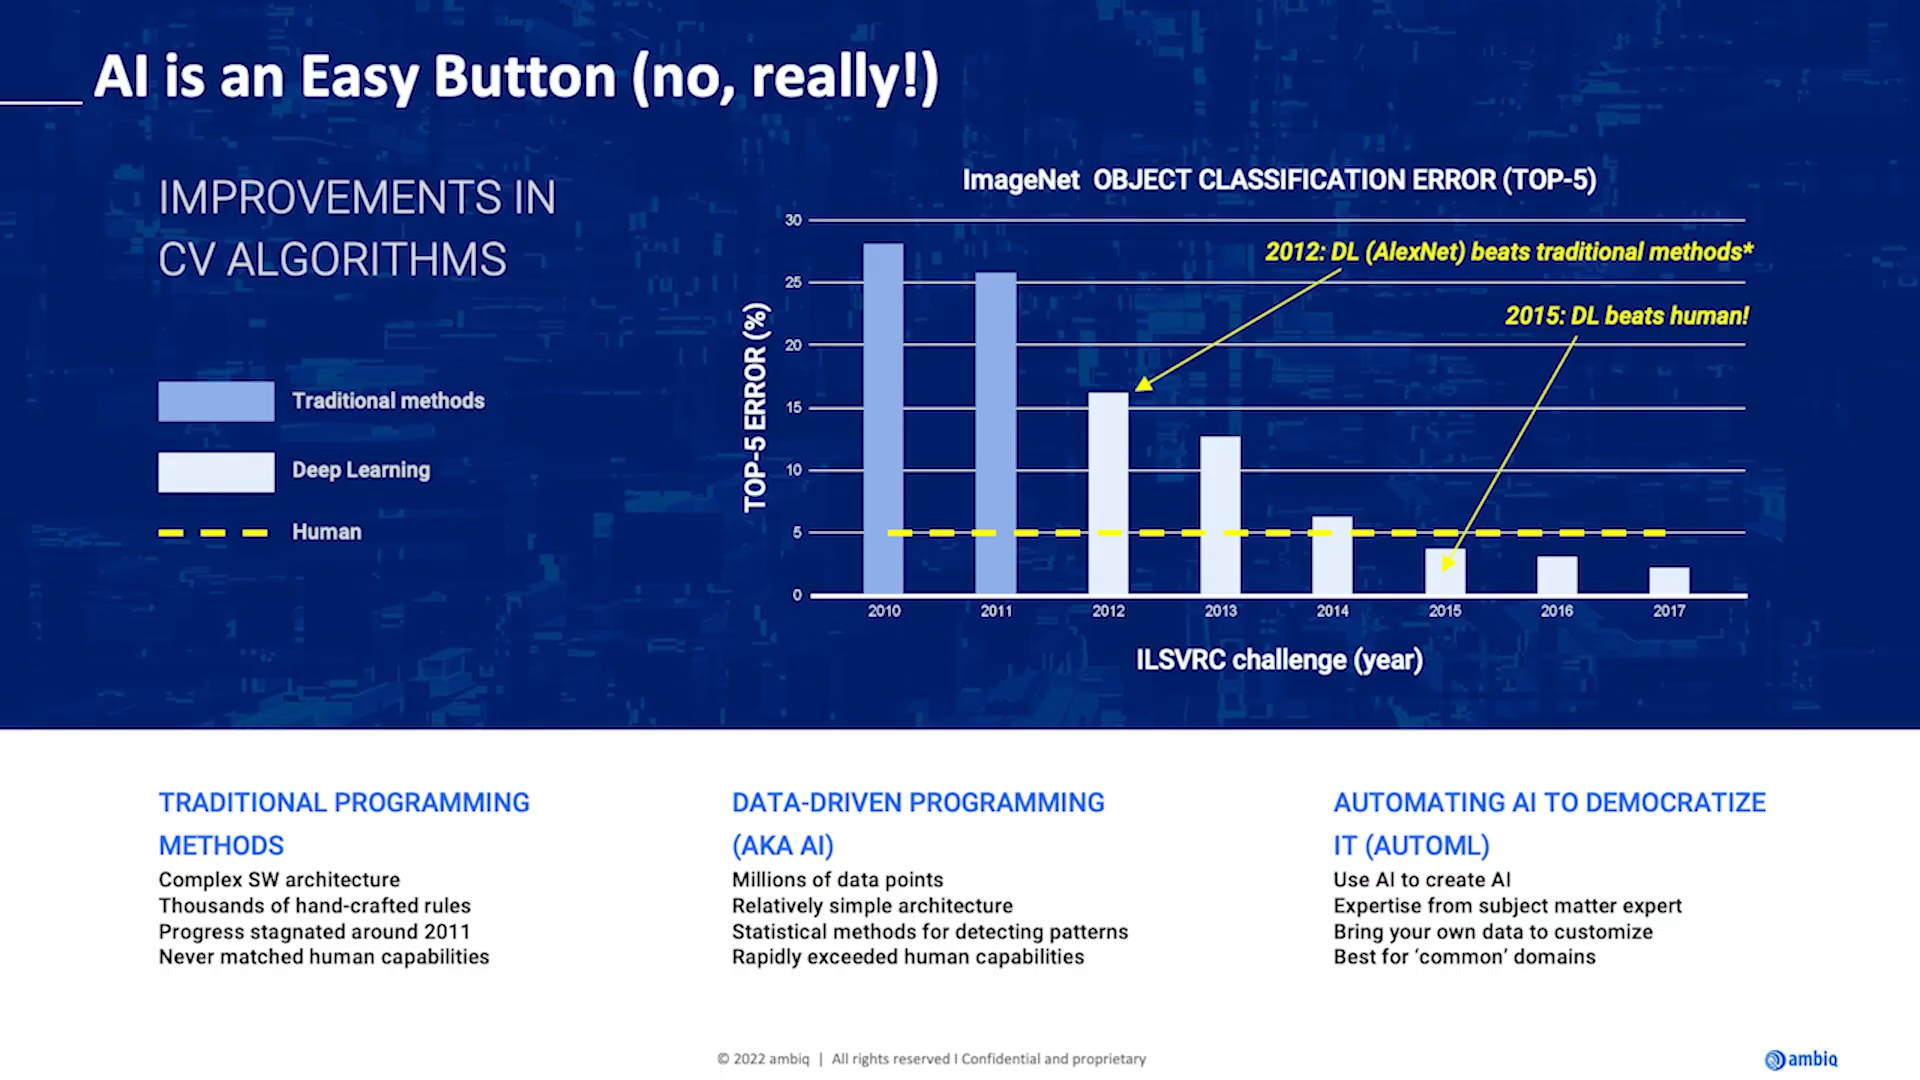 AI is an Easy Button (no, really!)
IMPROVEMENTS IN
CV ALGORITHMS
Traditional methods
Deep Learning
Human
ImageNet OBJECT CLASSIFICATION ERROR (TOP-5)
TOP-5 ERROR (%)
30
25
20
15
10
5
0
2012: DL (AlexNet) beats traditional methods*
2015: DL beats human!
2010 2011 2012 2013 2014 2015 2016 2017
ILSVRC challenge (year)
TRADITIONAL PROGRAMMING
METHODS
Complex SW architecture
Thousands of hand-crafted rules
Progress stagnated around 2011
Never matched human capabilities
DATA-DRIVEN PROGRAMMING
(AKA AI)
Millions of data points
Relatively simple architecture
Statistical methods for detecting patterns
Rapidly exceeded human capabilities
AUTOMATING AI TO DEMOCRATIZE
IT (AUTOML)
Use AI to create AI
Expertise from subject matter expert
Bring your own data to customize
Best for ‘common’ domains
© 2022 ambiq | All rights reserved I Confidential and proprietary
ambiq